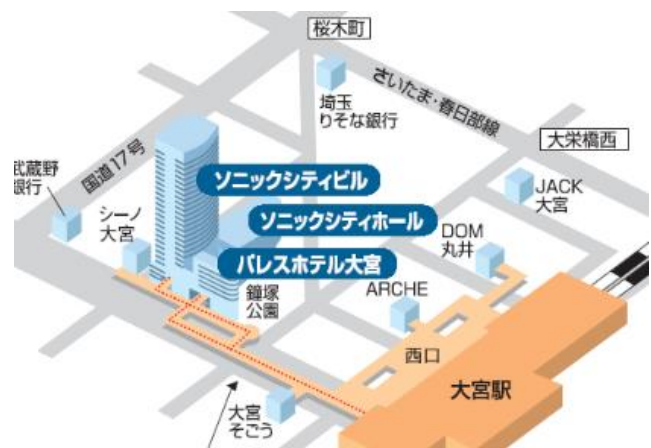 桜木町
さいたま・春日部線
埼玉
りそな銀行
大栄橋西
国道17号
武蔵野
銀行
ソニックシティビル
JACK
大宮
シーノ
大宮
ソニックシティホール
DOM
丸井
パレスホテル大宮
鐘塚
公園
ARCHE
西口
大宮駅
大宮
そごう